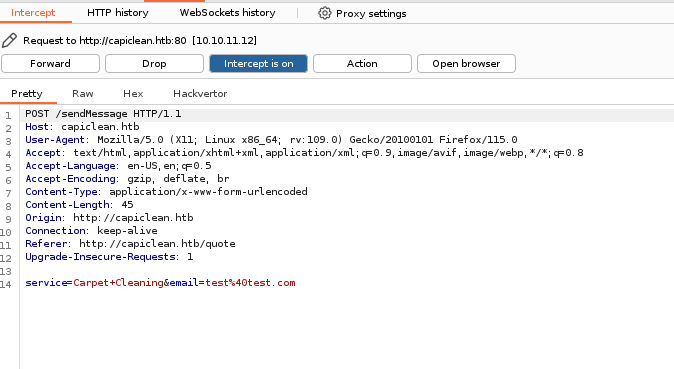 Intercept HTTP history WebSockets history Proxy settings
Request to http://capiclean.htb:80 [10.10.11.12]
Forward Drop Intercept is on Action Open browser
Pretty Raw Hex Hackvertor
1 POST /sendMessage HTTP/1.1
2 Host: capiclean.htb
3 User-Agent: Mozilla/5.0 (X11; Linux x86_64; rv:109.0) Gecko/20100101 Firefox/115.0
4 Accept: text/html,application/xhtml+xml,application/xml;q=0.9,image/avif,image/webp,*/*;q=0.8
5 Accept-Language: en-US,en;q=0.5
6 Accept-Encoding: gzip, deflate, br
7 Content-Type: application/x-www-form-urlencoded
8 Content-Length: 45
9 Origin: http://capiclean.htb
10 Connection: keep-alive
11 Referer: http://capiclean.htb/quote
12 Upgrade-Insecure-Requests: 1
13
14 service=Carpet+Cleaning&email=test%40test.com